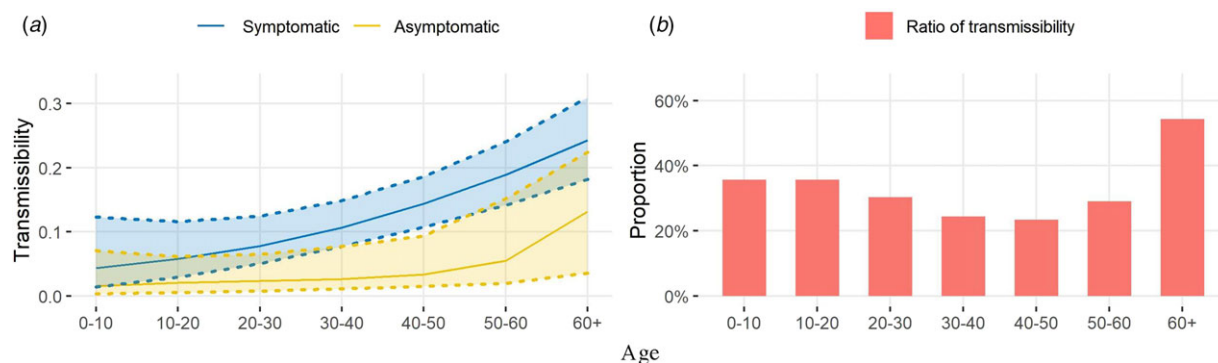 (a)
Symptomatic
Asymptomatic
Transmissibility
0.3
0.2
0.1
0.0
0-10
10-20
20-30
30-40
40-50
50-60
60+
(b)
Ratio of transmissibility
Proportion
60%
40%
20%
0%
0-10
10-20
20-30
30-40
40-50
50-60
60+
Age